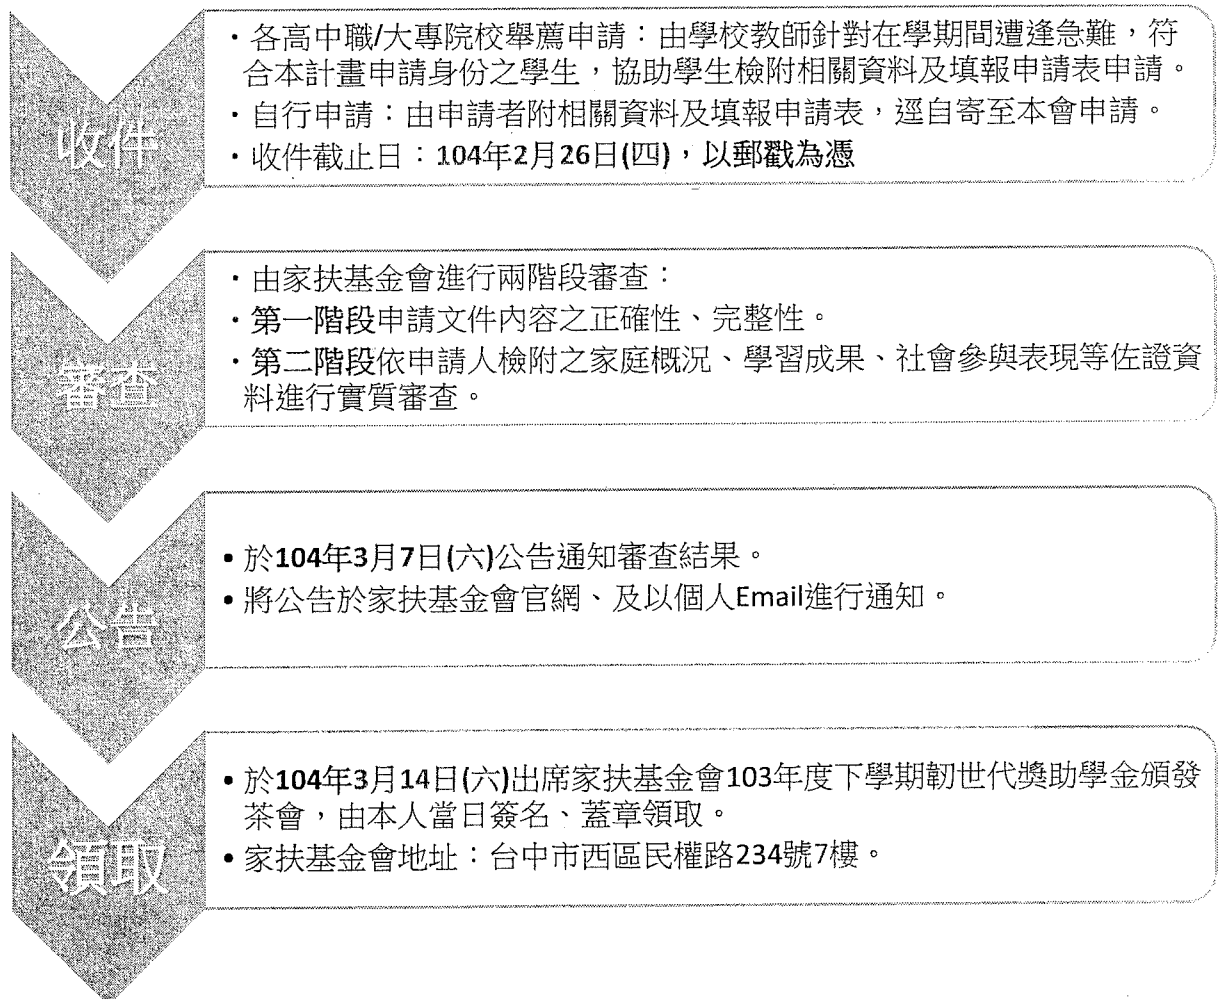 收件
・各高中職/大專院校舉薦申請：由學校教師針對在學期間遭逢急難，符
合本計畫申請身份之學生，協助學生檢附相關資料及填報申請表申請。
・自行申請：由申請者附相關資料及填報申請表，逕自寄至本會申請。
・收件截止日：104年2月26日(四)，以郵戳為憑
審查
・由家扶基金會進行兩階段審查：
・第一階段申請文件內容之正確性、完整性。
・第二階段依申請人檢附之家庭概況、學習成果、社會參與表現等佐證資
料進行實質審查。
公告
•於104年3月7日(六)公告通知審查結果。
•將公告於家扶基金會官網、及以個人Email進行通知。
領取
•於104年3月14日(六)出席家扶基金會103年度下學期韌世代獎助學金頒發
茶會，由本人當日簽名、蓋章領取。
•家扶基金會地址：台中市西區民權路234號7樓。